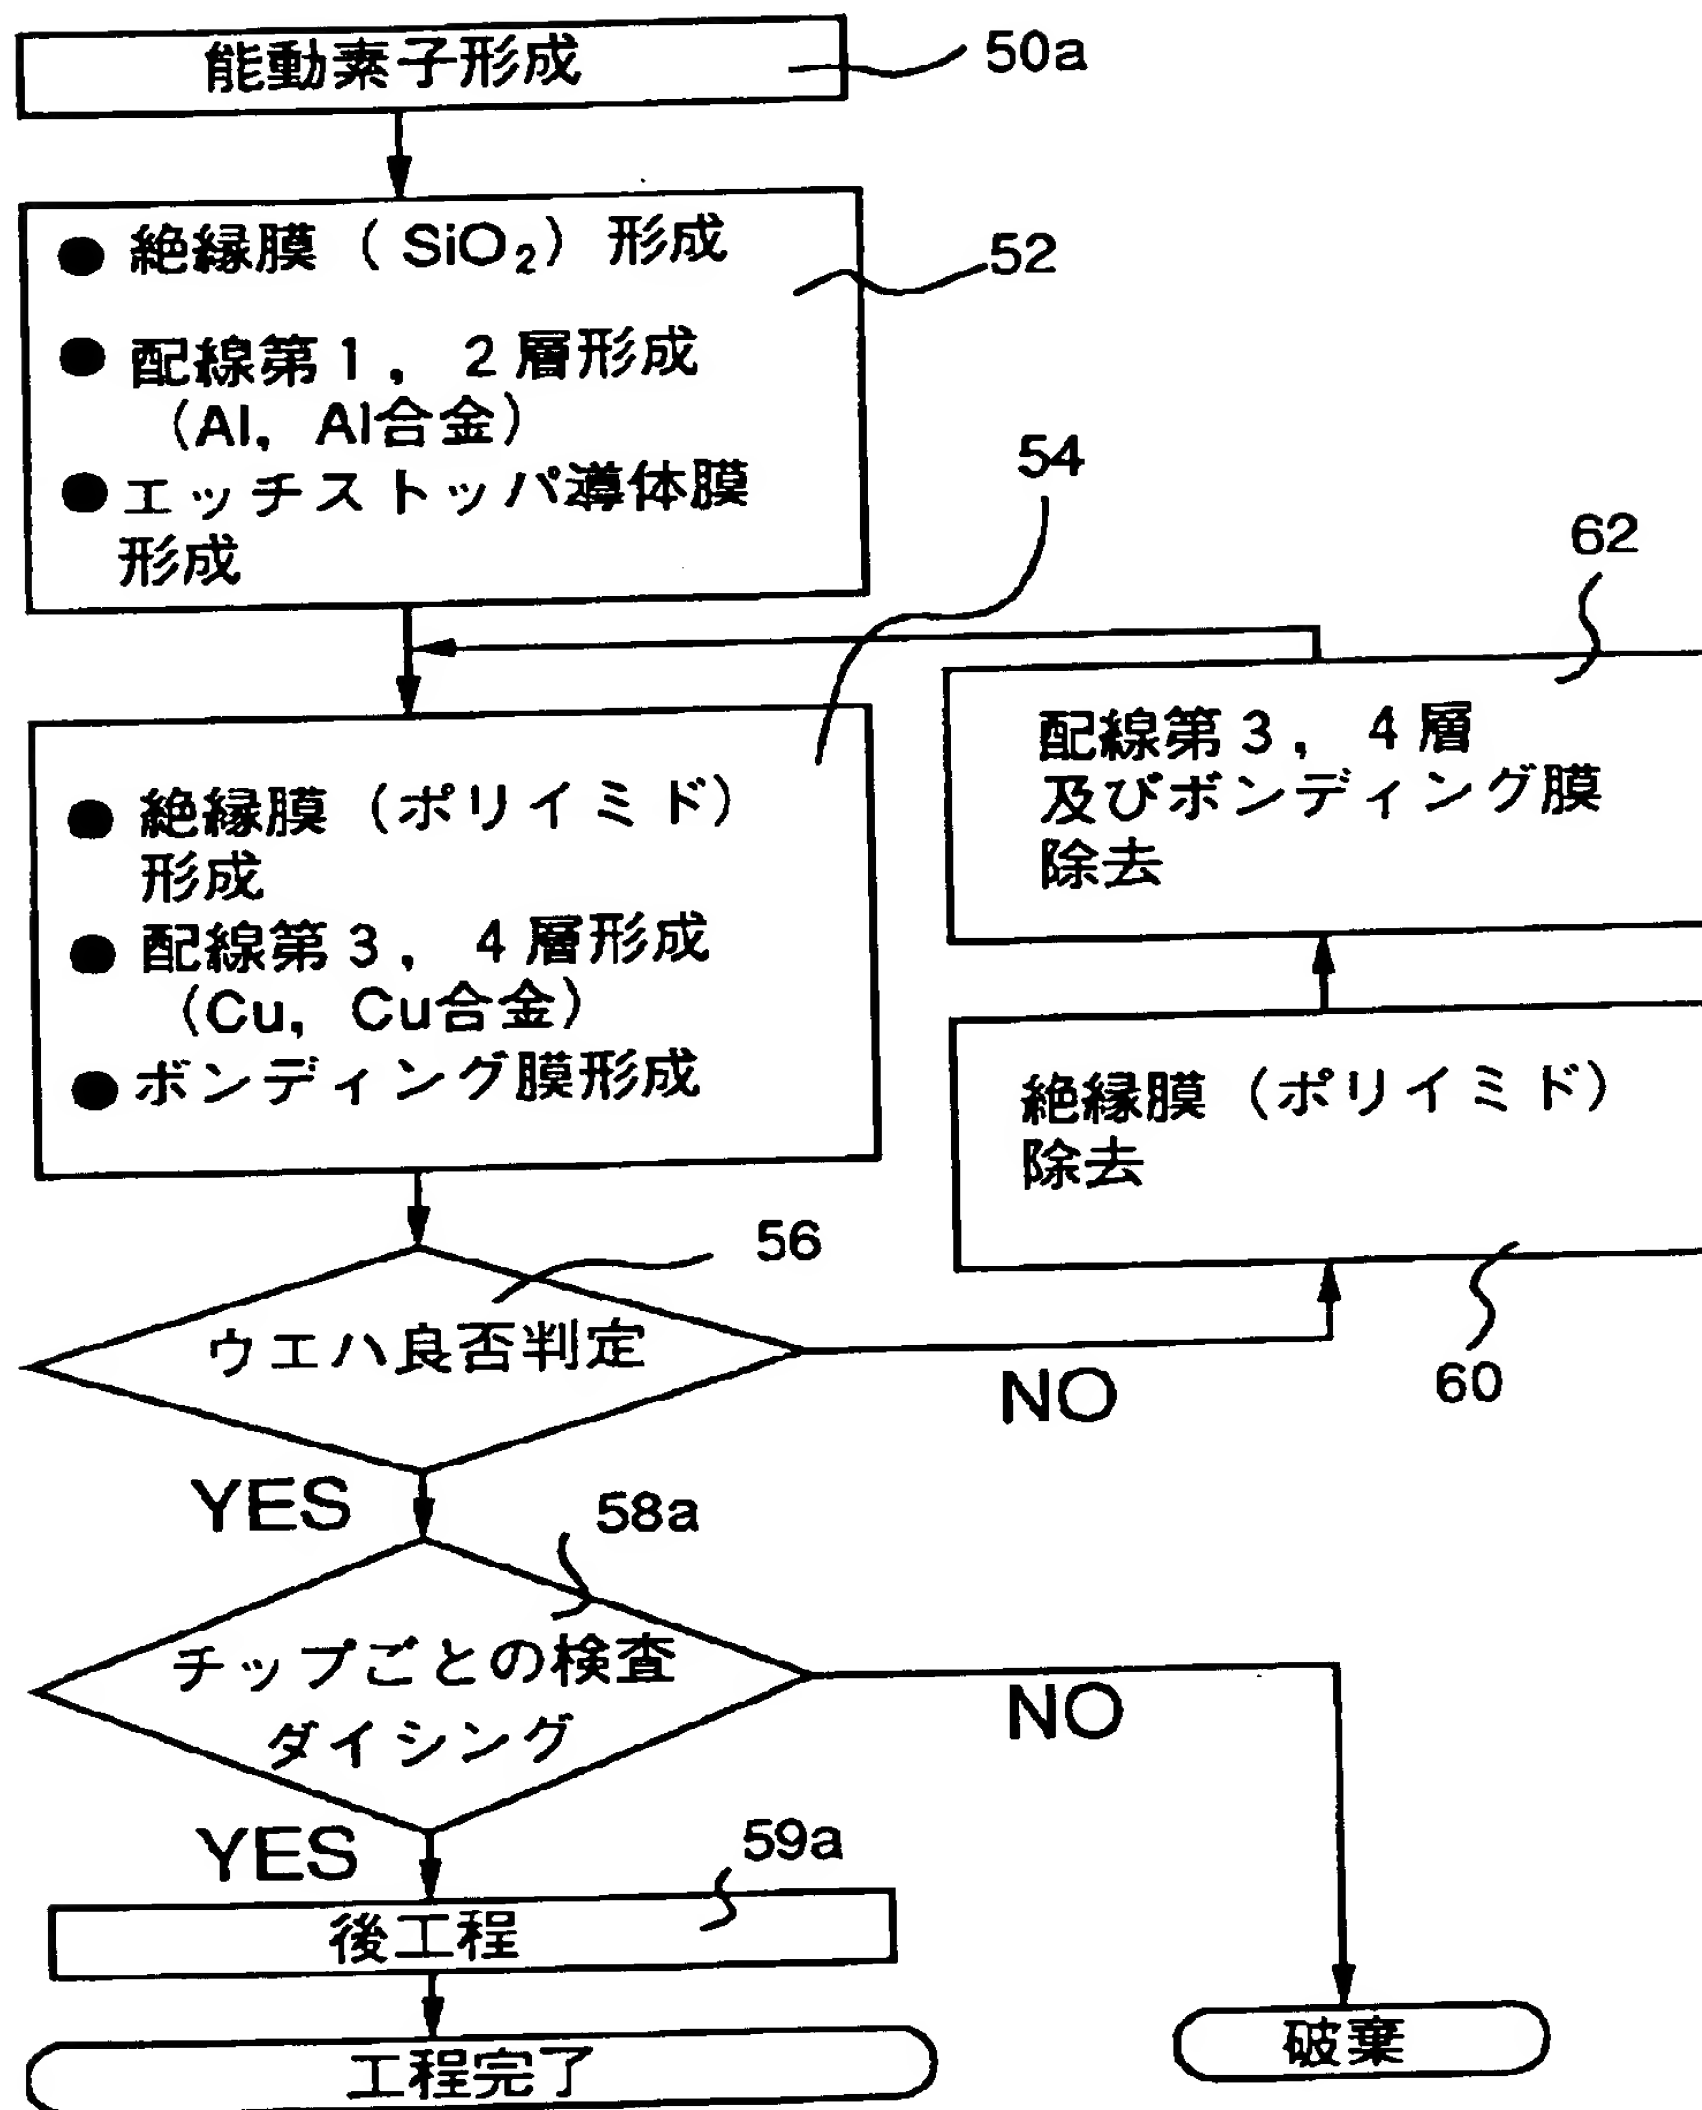 能動素子形成
50a
● 絶縁膜（SiO₂）形成
52
● 配線第1，2層形成
（Al，Al合金）
● エッチストッパ導体膜
形成
54
62
配線第3，4層
及びボンディング膜
除去
● 絶縁膜（ポリイミド）
形成
● 配線第3，4層形成
（Cu，Cu合金）
● ボンディング膜形成
絶縁膜（ポリイミド）
除去
60
56
ウエハ良否判定
NO
YES
58a
チップごとの検査
ダイシング
NO
YES
59a
後工程
工程完了
破棄